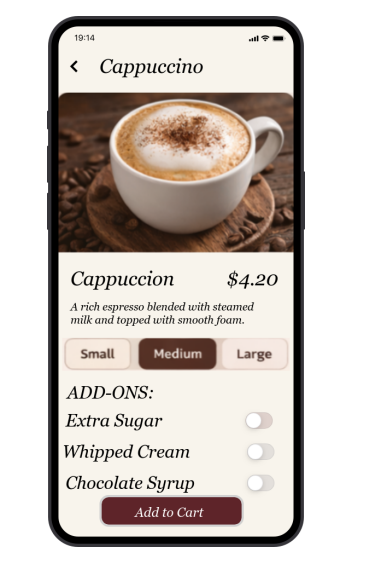 19:14
Cappuccino
Cappuccion $4.20
A rich espresso blended with steamed
milk and topped with smooth foam.
Small Medium Large
ADD-ONS:
Extra Sugar
Whipped Cream
Chocolate Syrup
Add to Cart